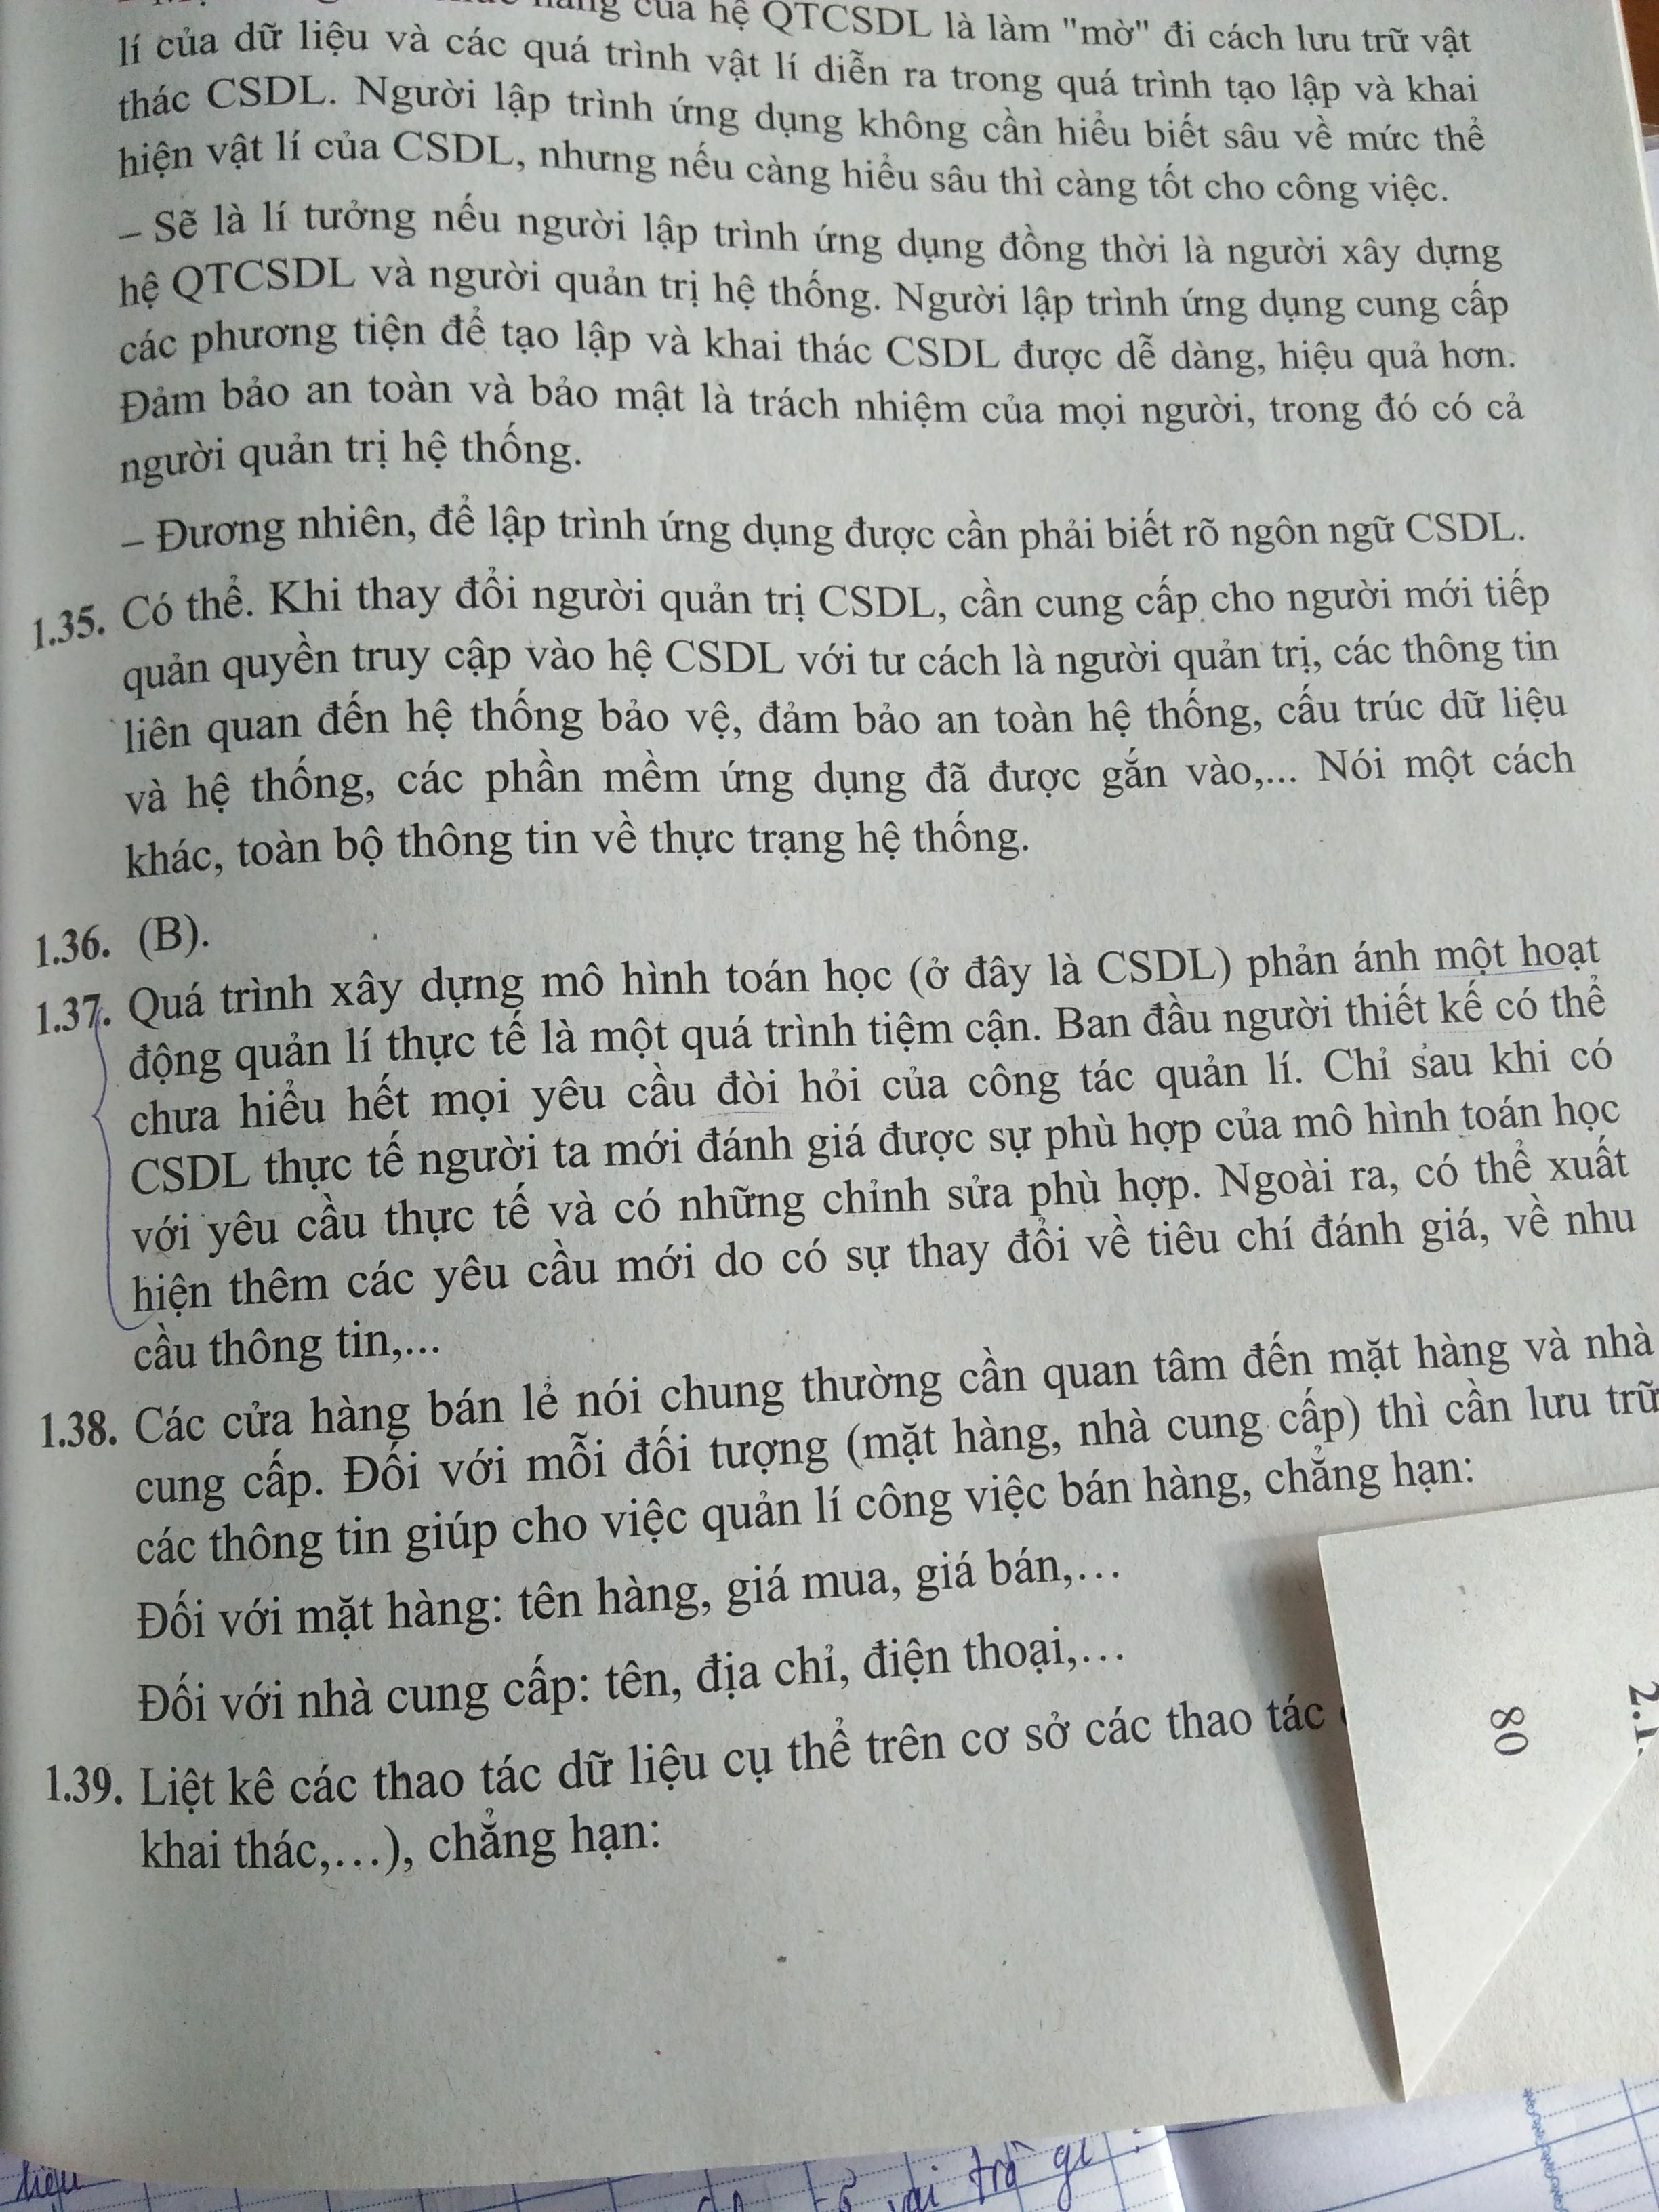 của hệ QTCSDL là làm "mờ" đi cách lưu trữ vật
lí của dữ liệu và các quá trình vật lí diễn ra trong quá trình tạo lập và khai
thác CSDL. Người lập trình ứng dụng không cần hiểu biết sâu về mức thể
hiện vật lí của CSDL, nhưng nếu càng hiểu sâu thì càng tốt cho công việc.
– Sẽ là lí tưởng nếu người lập trình ứng dụng đồng thời là người xây dựng
hệ QTCSDL và người quản trị hệ thống. Người lập trình ứng dụng cung cấp
các phương tiện để tạo lập và khai thác CSDL được dễ dàng, hiệu quả hơn.
Đảm bảo an toàn và bảo mật là trách nhiệm của mọi người, trong đó có cả
người quản trị hệ thống.
– Đương nhiên, để lập trình ứng dụng được cần phải biết rõ ngôn ngữ CSDL.
1.35. Có thể. Khi thay đổi người quản trị CSDL, cần cung cấp cho người mới tiếp
quản quyền truy cập vào hệ CSDL với tư cách là người quản trị, các thông tin
liên quan đến hệ thống bảo vệ, đảm bảo an toàn hệ thống, cấu trúc dữ liệu
và hệ thống, các phần mềm ứng dụng đã được gắn vào,... Nói một cách
khác, toàn bộ thông tin về thực trạng hệ thống.
1.36. (B).
1.37. Quá trình xây dựng mô hình toán học (ở đây là CSDL) phản ánh một hoạt
động quản lí thực tế là một quá trình tiệm cận. Ban đầu người thiết kế có thể
chưa hiểu hết mọi yêu cầu đòi hỏi của công tác quản lí. Chỉ sau khi có
CSDL thực tế người ta mới đánh giá được sự phù hợp của mô hình toán học
với yêu cầu thực tế và có những chỉnh sửa phù hợp. Ngoài ra, có thể xuất
hiện thêm các yêu cầu mới do có sự thay đổi về tiêu chí đánh giá, về nhu
cầu thông tin,...
1.38. Các cửa hàng bán lẻ nói chung thường cần quan tâm đến mặt hàng và nhà
cung cấp. Đối với mỗi đối tượng (mặt hàng, nhà cung cấp) thì cần lưu trữ
các thông tin giúp cho việc quản lí công việc bán hàng, chẳng hạn:
Đối với mặt hàng: tên hàng, giá mua, giá bán,...
Đối với nhà cung cấp: tên, địa chỉ, điện thoại,...
1.39. Liệt kê các thao tác dữ liệu cụ thể trên cơ sở các thao tác
khai thác,...), chẳng hạn:
80
vai trò gì